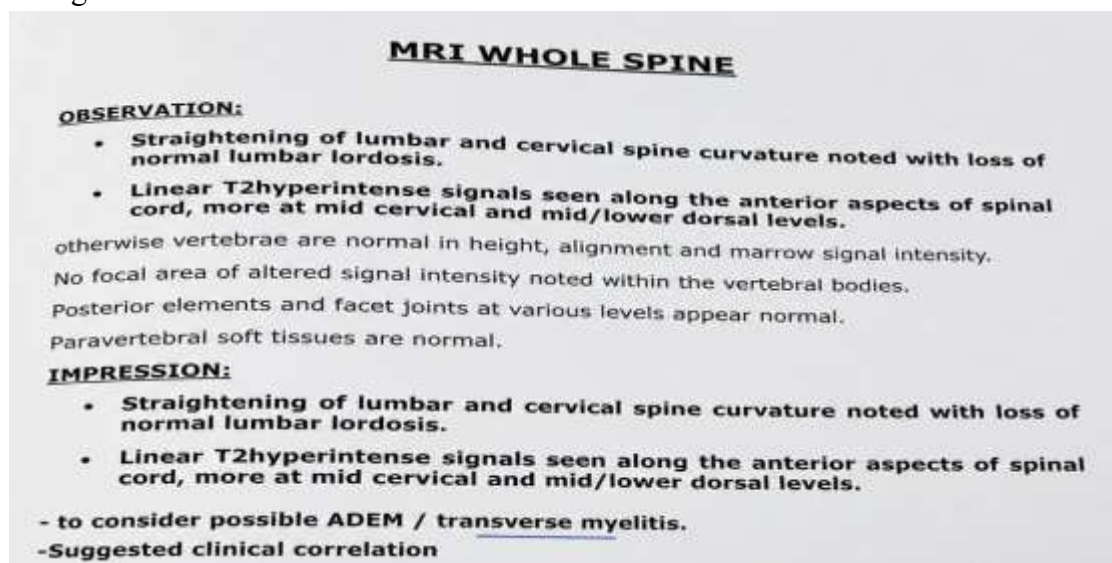 MRI WHOLE SPINE
OBSERVATION:
• Straightening of lumbar and cervical spine curvature noted with loss of
normal lumbar lordosis.
• Linear T2hyperintense signals seen along the anterior aspects of spinal
cord, more at mid cervical and mid/lower dorsal levels.
otherwise vertebrae are normal in height, alignment and marrow signal intensity.
No focal area of altered signal intensity noted within the vertebral bodies.
Posterior elements and facet joints at various levels appear normal.
Paravertebral soft tissues are normal.
IMPRESSION:
• Straightening of lumbar and cervical spine curvature noted with loss of
normal lumbar lordosis.
• Linear T2hyperintense signals seen along the anterior aspects of spinal
cord, more at mid cervical and mid/lower dorsal levels.
- to consider possible ADEM / transverse myelitis.
-Suggested clinical correlation